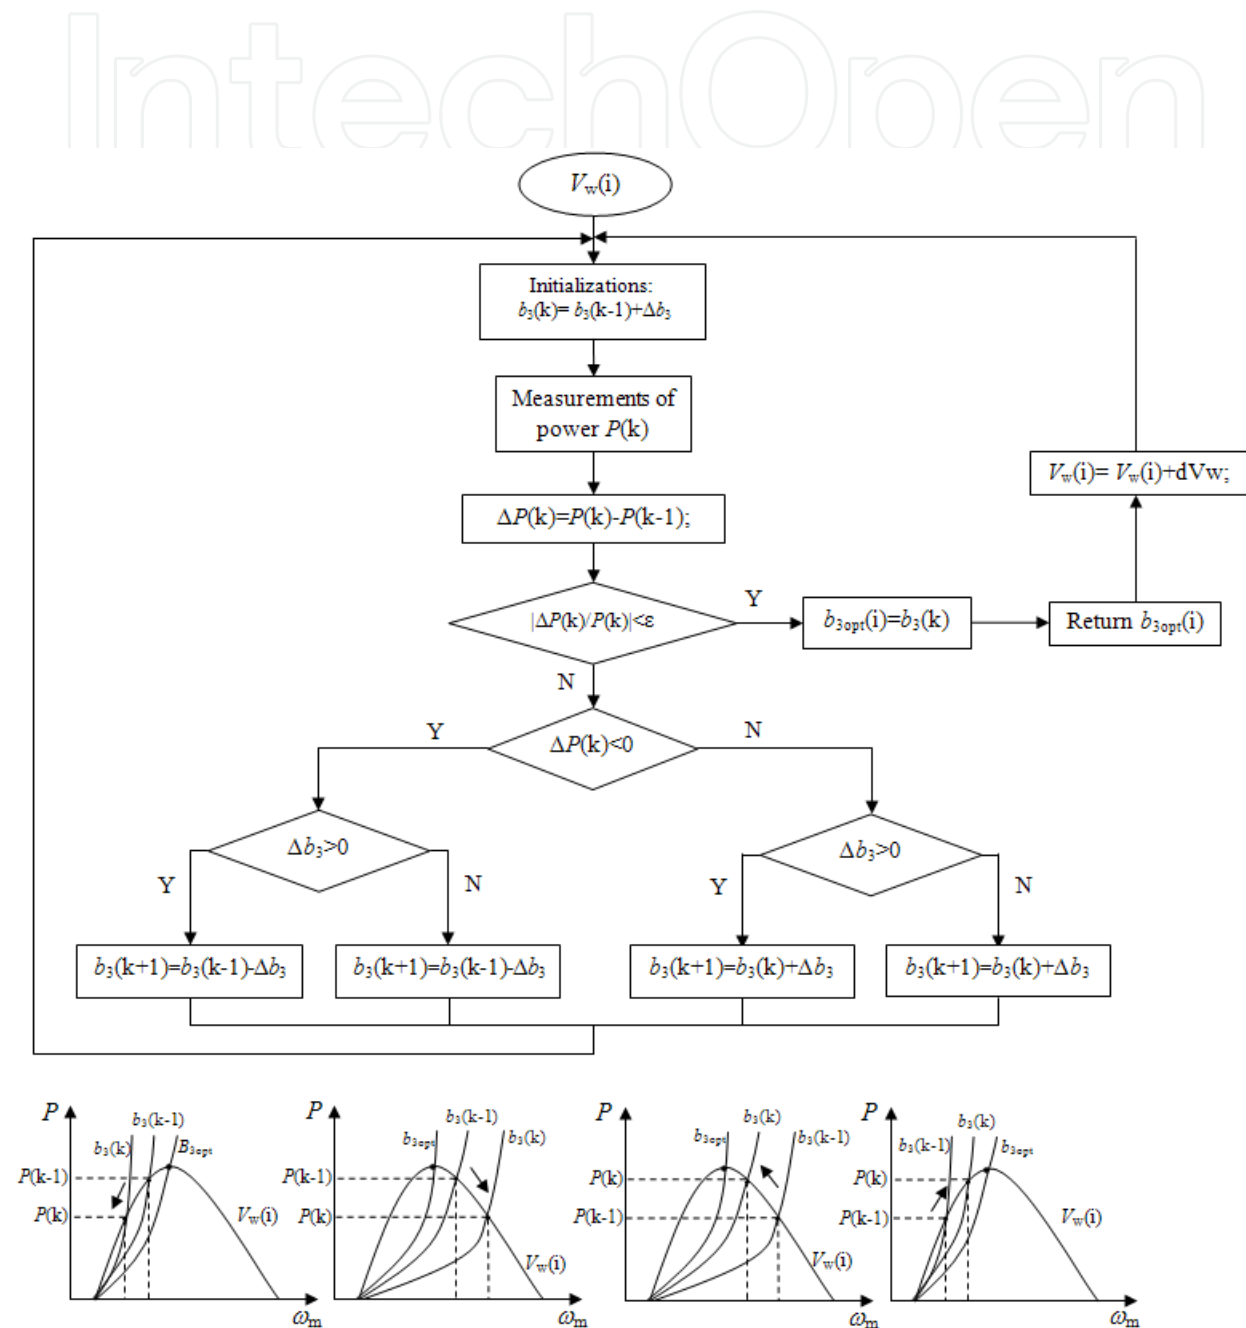 IntechOpen
Vw(i)
Initializations:
b3(k)= b3(k-1)+Δb3
Measurements of
power P(k)
Vw(i)= Vw(i)+dVw;
ΔP(k)=P(k)-P(k-1);
|ΔP(k)/P(k)|<ε
Y
b3opt(i)=b3(k)
Return b3opt(i)
N
ΔP(k)<0
Y
N
Δb3>0
Δb3>0
Y
N
Y
N
b3(k+1)=b3(k-1)-Δb3
b3(k+1)=b3(k-1)-Δb3
b3(k+1)=b3(k)+Δb3
b3(k+1)=b3(k)+Δb3
P
b3(k-1)
b3(k)
B3opt
P(k-1)
P(k)
Vw(i)
ωm
P
b3(k-1)
b3opt
b3(k)
P(k-1)
P(k)
Vw(i)
ωm
P
b3(k)
b3opt
b3(k-1)
P(k)
P(k-1)
Vw(i)
ωm
P
b3(k)
b3(k-1)
b3opt
P(k)
P(k-1)
Vw(i)
ωm